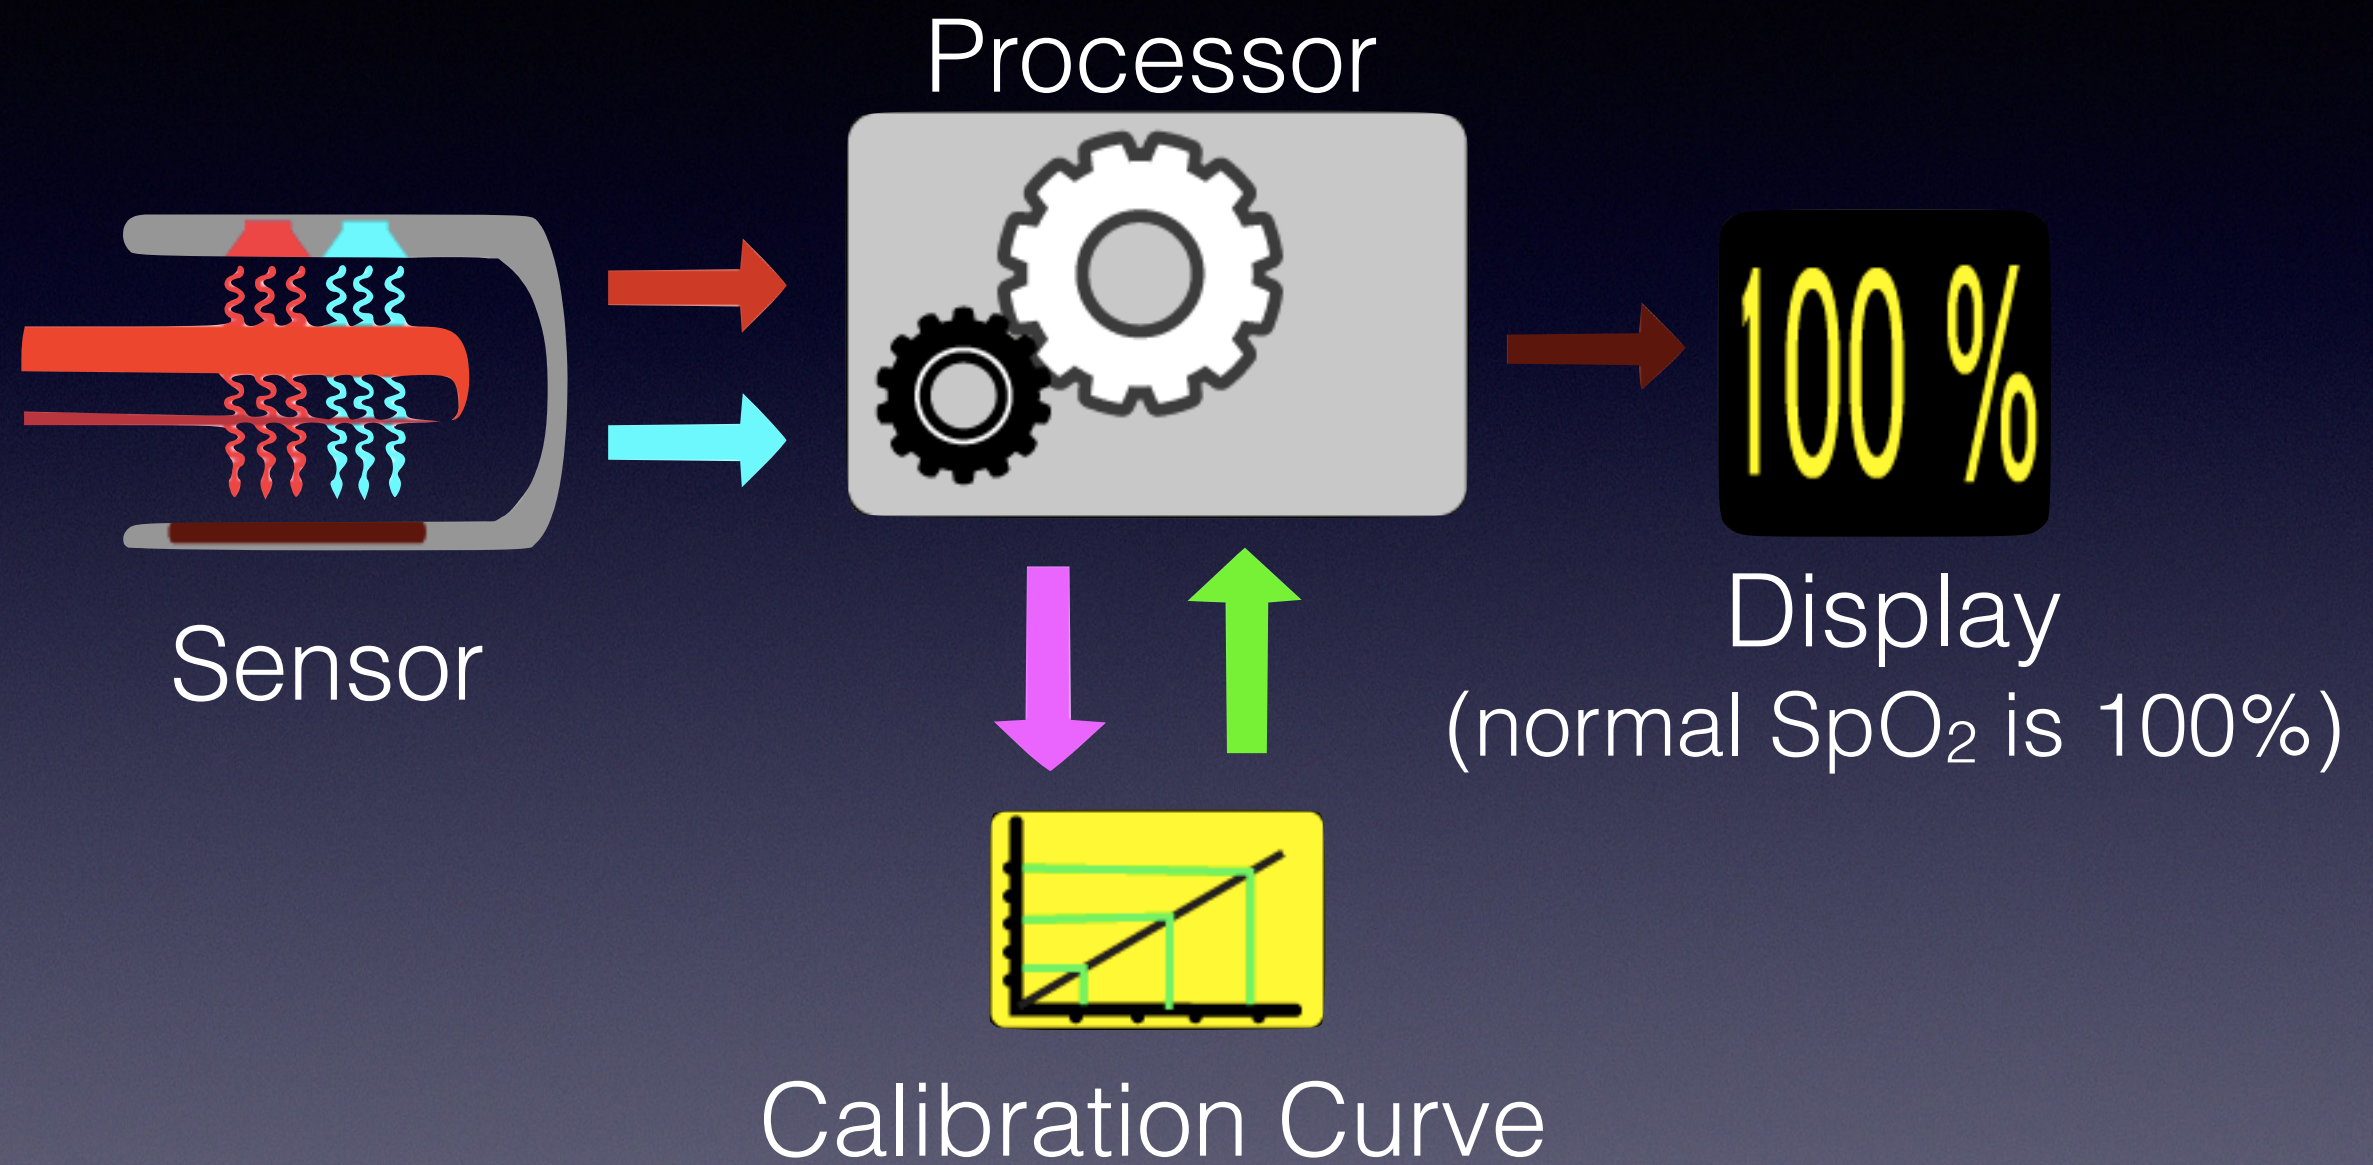 Processor
100 %
Sensor
Display
(normal SpO₂ is 100%)
Calibration Curve